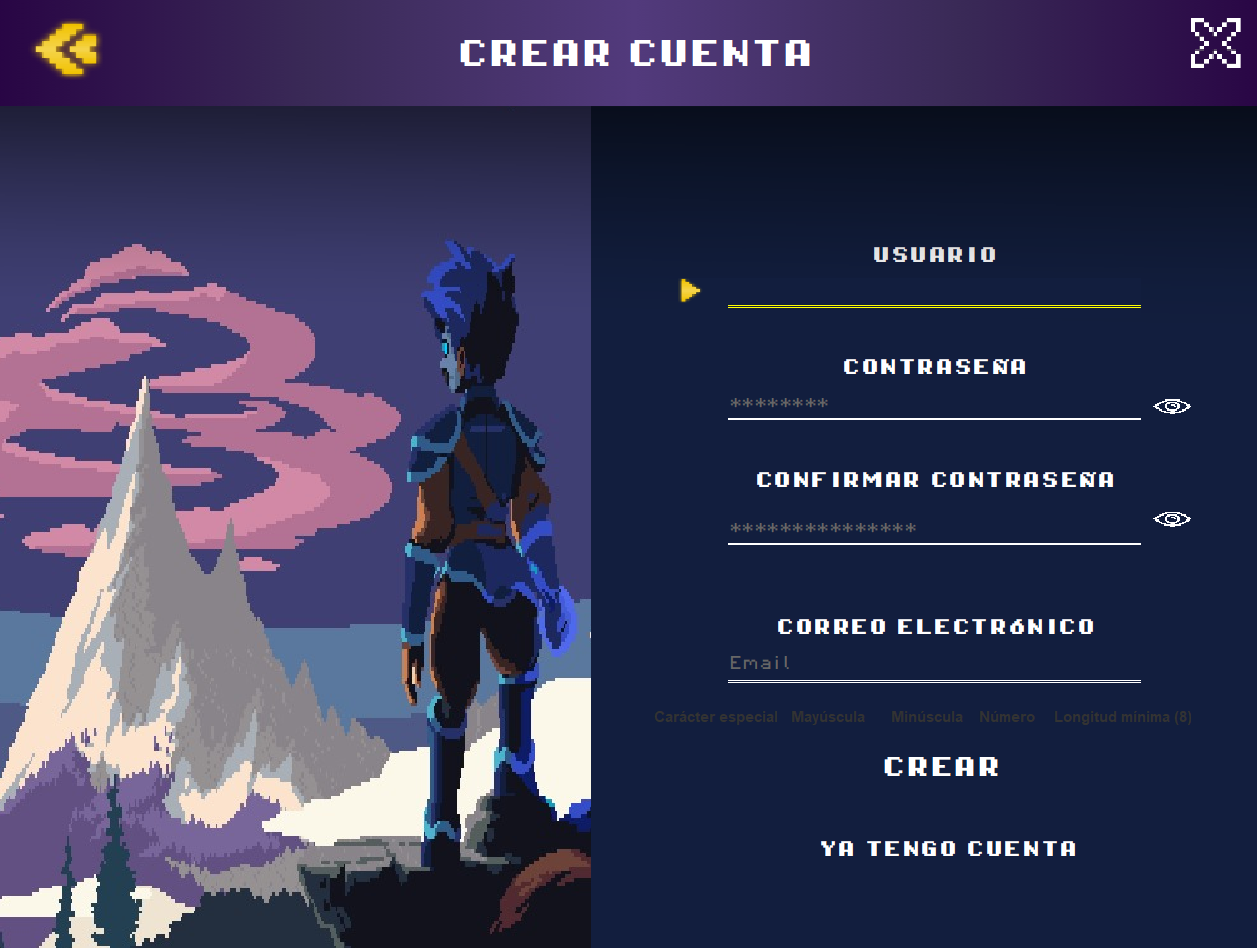 CREAR CUENTA
USUARIO
CONTRASEÑA
********
CONFIRMAR CONTRASEÑA
***************
CORREO ELECTRóNICO
Email
Carácter especial Mayúscula Minúscula Número Longitud mínima (8)
CREAR
YA TENGO CUENTA